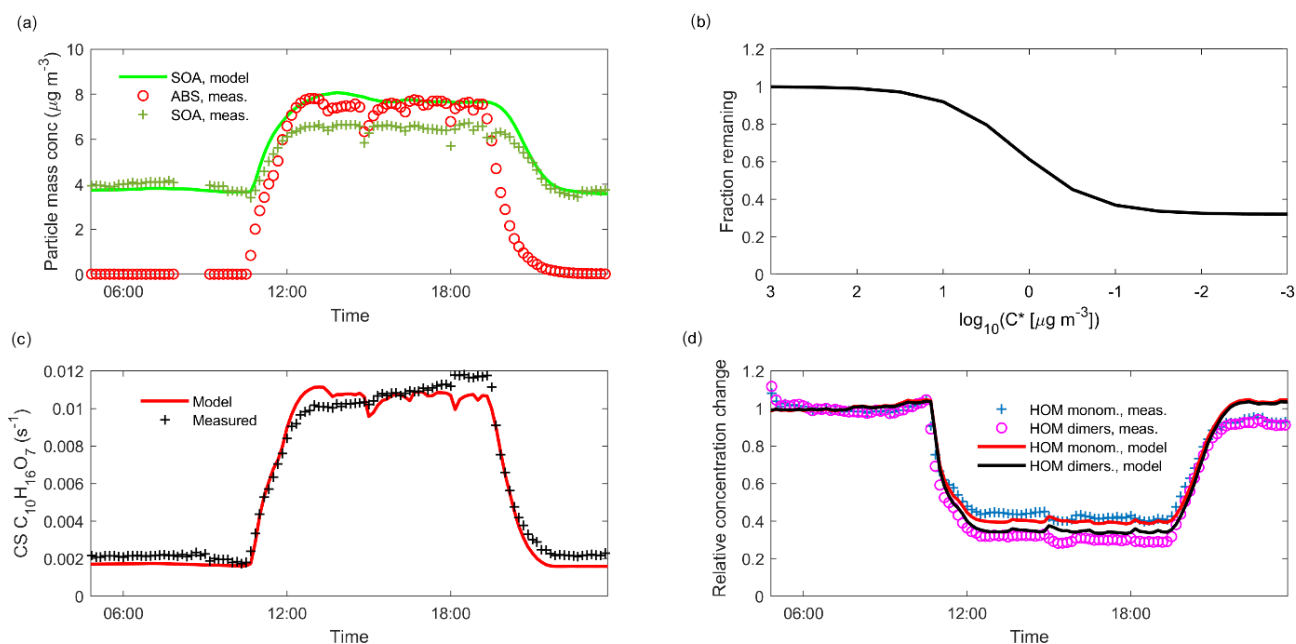 (a)
Particle mass conc (μg m⁻³)
10
8
6
4
2
0
SOA, model
ABS, meas.
SOA, meas.
06:00 12:00 18:00
Time
(b)
Fraction remaning
1.2
1
0.8
0.6
0.4
0.2
0
3 2 1 0 -1 -2 -3
log₁₀(C* [μg m⁻³])
(c)
CS C₁₀H₁₆O₇ (s⁻¹)
0.012
0.01
0.008
0.006
0.004
0.002
0
Model
Measured
06:00 12:00 18:00
Time
(d)
Relative concentration change
1.2
1
0.8
0.6
0.4
0.2
0
HOM monom., meas.
HOM dimers, meas.
HOM monom., model
HOM dimers., model
06:00 12:00 18:00
Time